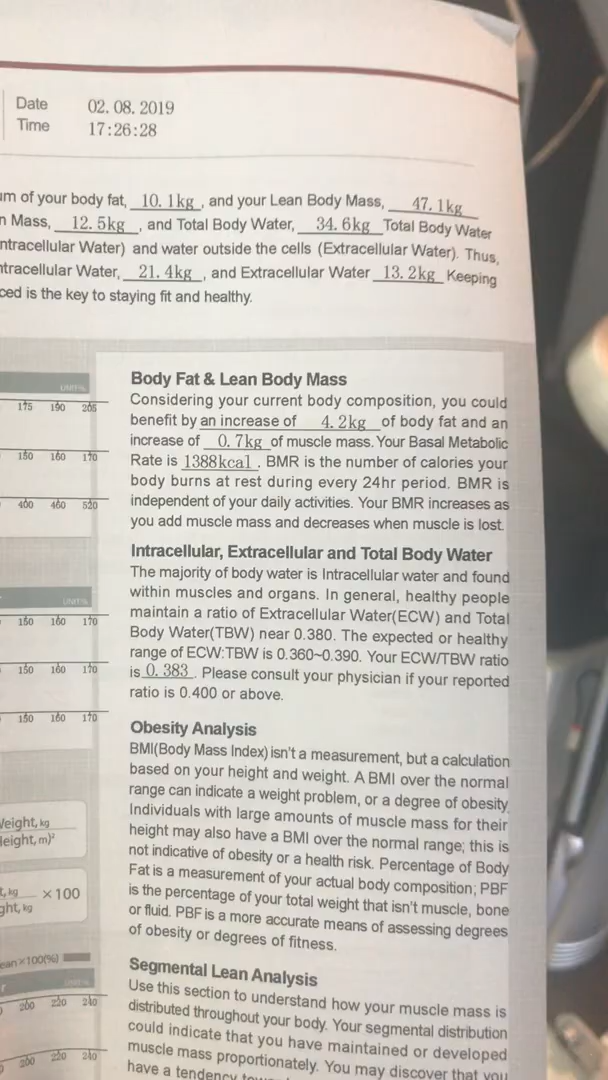 Date 02. 08. 2019
Time 17:26:28
of your body fat, 10. 1kg , and your Lean Body Mass, 47. 1kg
Mass, 12. 5kg , and Total Body Water, 34. 6kg Total Body Water
Water) and water outside the cells (Extracellular Water). Thus,
Water, 21. 4kg , and Extracellular Water 13. 2kg Keeping
is the key to staying fit and healthy.
UNIT%
175 190 205
150 160 170
400 460 520
UNIT%
150 160 170
150 160 170
150 160 170
Weight, kg
Height, m)²
kg × 100
kg
×100(%)
UNIT%
200 220 240
200 220 240
Body Fat & Lean Body Mass
Considering your current body composition, you could
benefit by an increase of 4. 2kg of body fat and an
increase of 0. 7kg of muscle mass. Your Basal Metabolic
Rate is 1388kcal . BMR is the number of calories your
body burns at rest during every 24hr period. BMR is
independent of your daily activities. Your BMR increases as
you add muscle mass and decreases when muscle is lost.
Intracellular, Extracellular and Total Body Water
The majority of body water is Intracellular water and found
within muscles and organs. In general, healthy people
maintain a ratio of Extracellular Water(ECW) and Total
Body Water(TBW) near 0.380. The expected or healthy
range of ECW:TBW is 0.360~0.390. Your ECW/TBW ratio
is 0. 383 . Please consult your physician if your reported
ratio is 0.400 or above.
Obesity Analysis
BMI(Body Mass Index) isn't a measurement, but a calculation
based on your height and weight. A BMI over the normal
range can indicate a weight problem, or a degree of obesity.
Individuals with large amounts of muscle mass for their
height may also have a BMI over the normal range; this is
not indicative of obesity or a health risk. Percentage of Body
Fat is a measurement of your actual body composition; PBF
is the percentage of your total weight that isn't muscle, bone
or fluid. PBF is a more accurate means of assessing degrees
of obesity or degrees of fitness.
Segmental Lean Analysis
Use this section to understand how your muscle mass is
distributed throughout your body. Your segmental distribution
could indicate that you have maintained or developed
muscle mass proportionately. You may discover that you
have a tendency